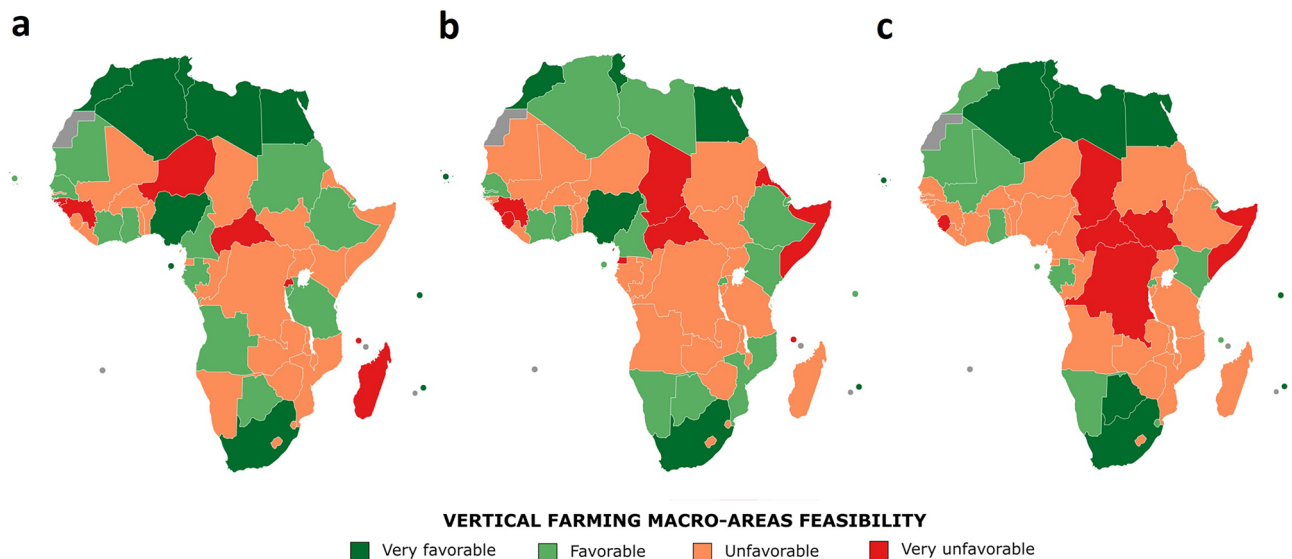 a b c
VERTICAL FARMING MACRO-AREAS FEASIBILITY
Very favorable Favorable Unfavorable Very unfavorable